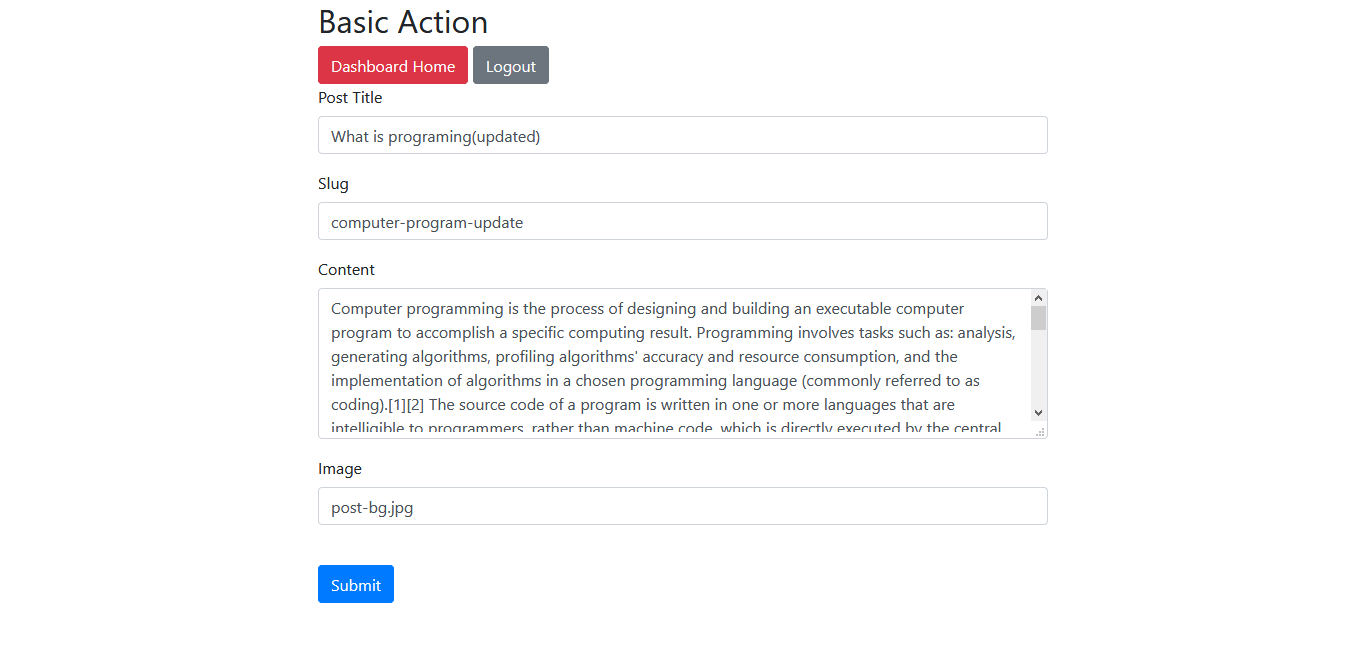 Basic Action
Dashboard Home Logout
Post Title
What is programing(updated)
Slug
computer-program-update
Content
Computer programming is the process of designing and building an executable computer
program to accomplish a specific computing result. Programming involves tasks such as: analysis,
generating algorithms, profiling algorithms' accuracy and resource consumption, and the
implementation of algorithms in a chosen programming language (commonly referred to as
coding).[1][2] The source code of a program is written in one or more languages that are
intelligible to programmers, rather than machine code, which is directly executed by the central
Image
post-bg.jpg
Submit